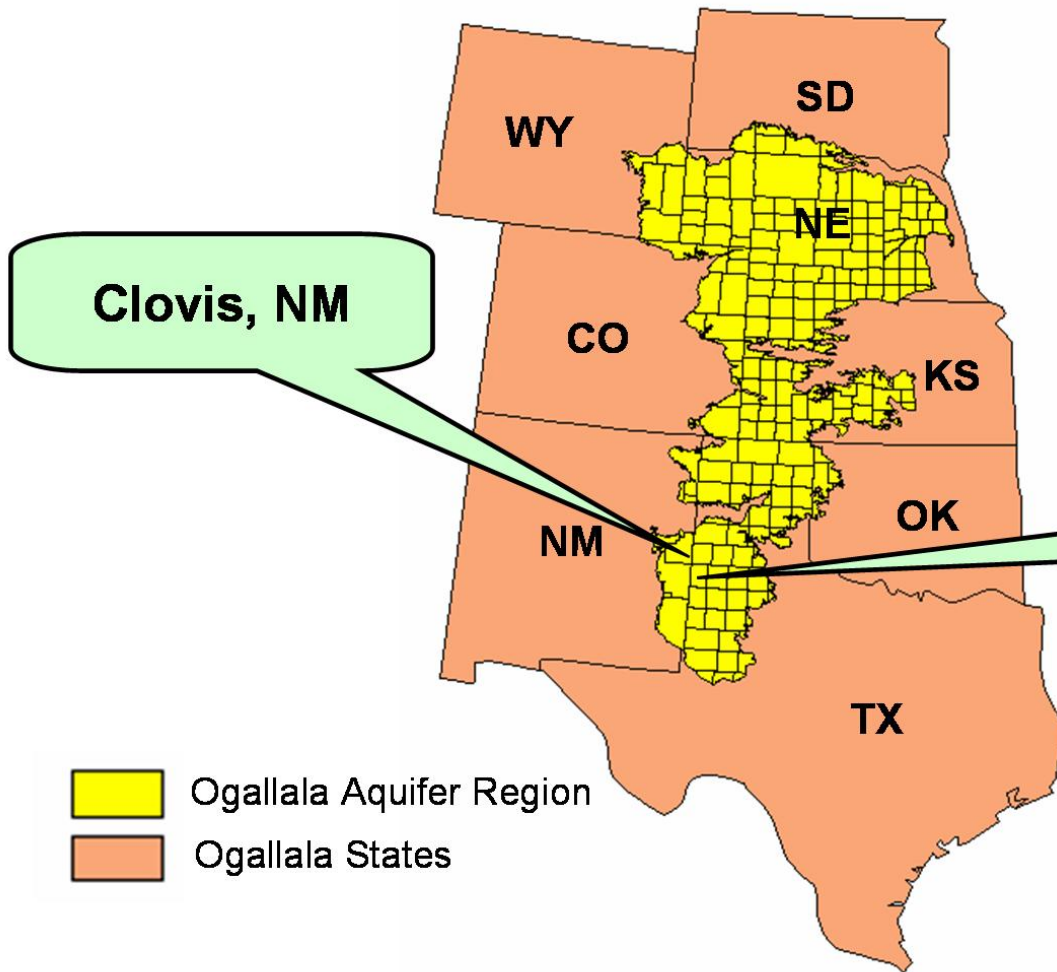 SD
WY
NE
Clovis, NM
CO
KS
OK
NM
TX
Ogallala Aquifer Region
Ogallala States